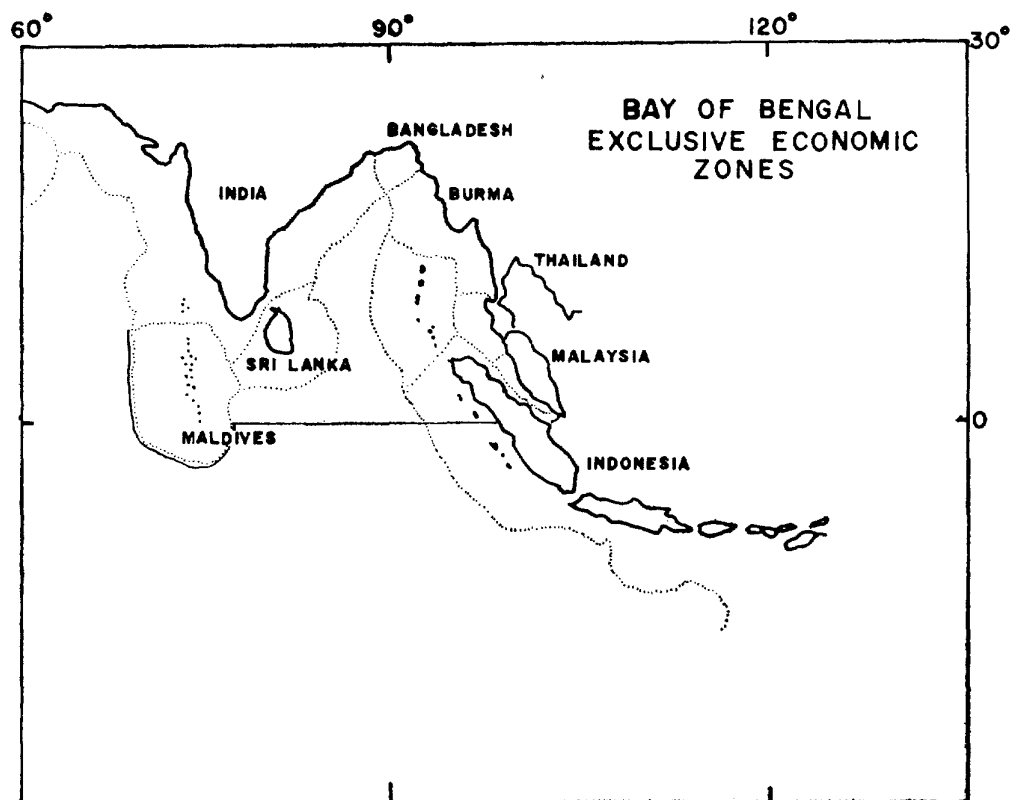 60°
90°
120°
30°
BAY OF BENGAL
EXCLUSIVE ECONOMIC
ZONES
BANGLADESH
INDIA
BURMA
THAILAND
MALAYSIA
SRI LANKA
0
MALDIVES
INDONESIA